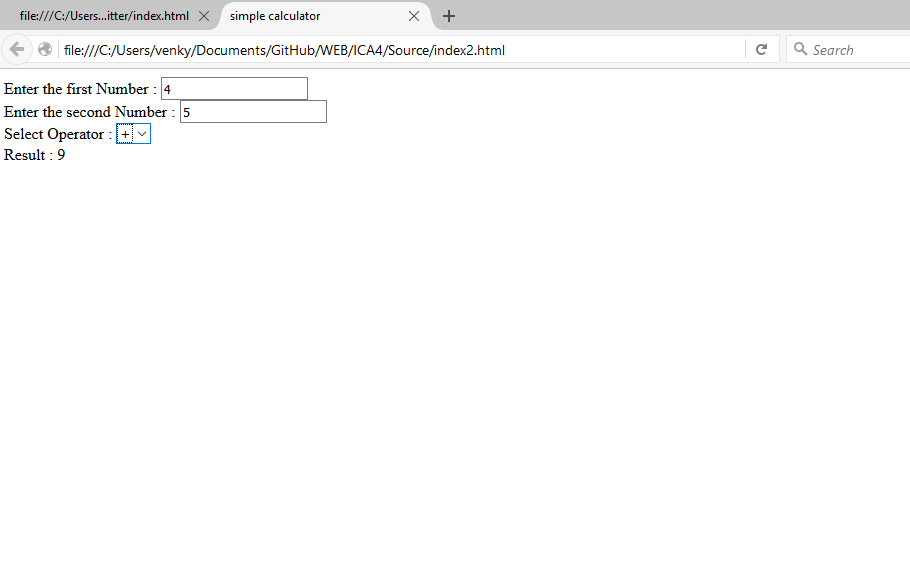 file:///C:/Users...itter/index.html simple calculator
file:///C:/Users/venky/Documents/GitHub/WEB/ICA4/Source/index2.html Search
Enter the first Number : 4
Enter the second Number : 5
Select Operator : +
Result : 9